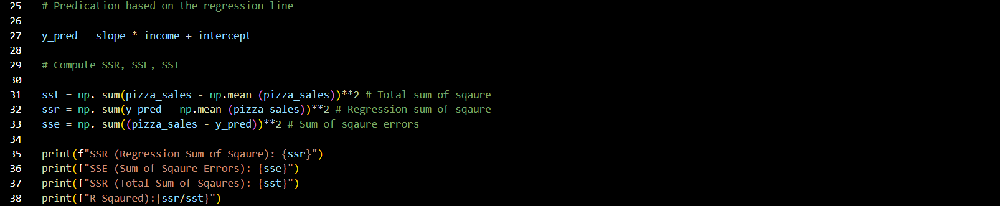 25 # Predication based on the regression line
26
27 y_pred = slope * income + intercept
28
29 # Compute SSR, SSE, SST
30
31 sst = np. sum(pizza_sales - np.mean (pizza_sales))**2 # Total sum of sqaure
32 ssr = np. sum(y_pred - np.mean (pizza_sales))**2 # Regression sum of sqaure
33 sse = np. sum((pizza_sales - y_pred))**2 # Sum of sqaure errors
34
35 print(f"SSR (Regression Sum of Sqaure): {ssr}")
36 print(f"SSE (Sum of Sqaure Errors): {sse}")
37 print(f"SSR (Total Sum of Sqaures): {sst}")
38 print(f"R-Sqaured):{ssr/sst}")